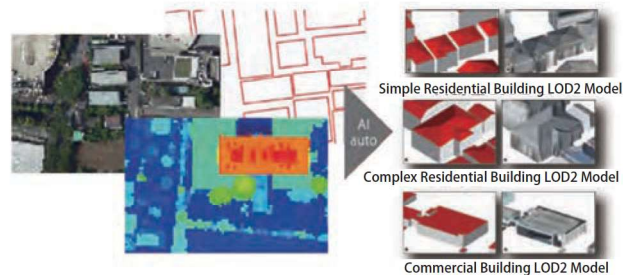 Simple Residential Building LOD2 Model
AI
auto
Complex Residential Building LOD2 Model
Commercial Building LOD2 Model